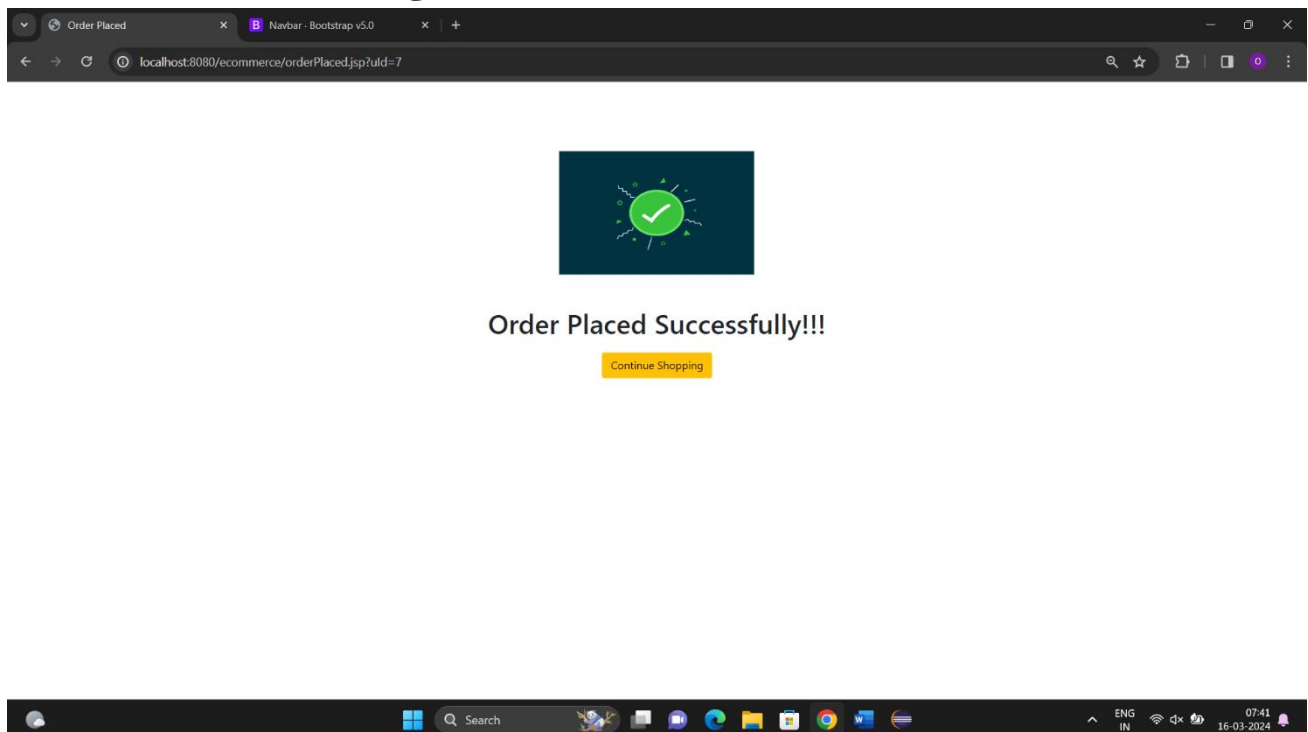 Order Placed
B Navbar · Bootstrap v5.0
localhost:8080/ecommerce/orderPlaced.jsp?uId=7
O
Order Placed Successfully!!!
Continue Shopping
Search
W
ENG
IN
07:41
16-03-2024